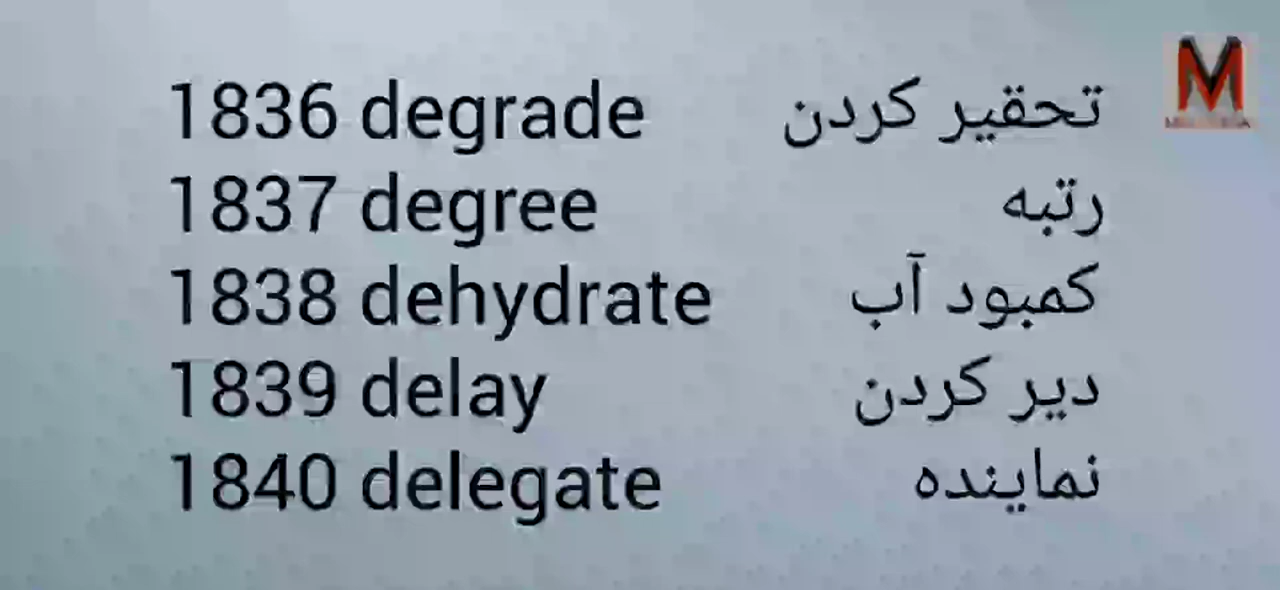 1836 degrade تحقیر کردن
1837 degree رتبه
1838 dehydrate کمبود آب
1839 delay دیر کردن
1840 delegate نماینده
M